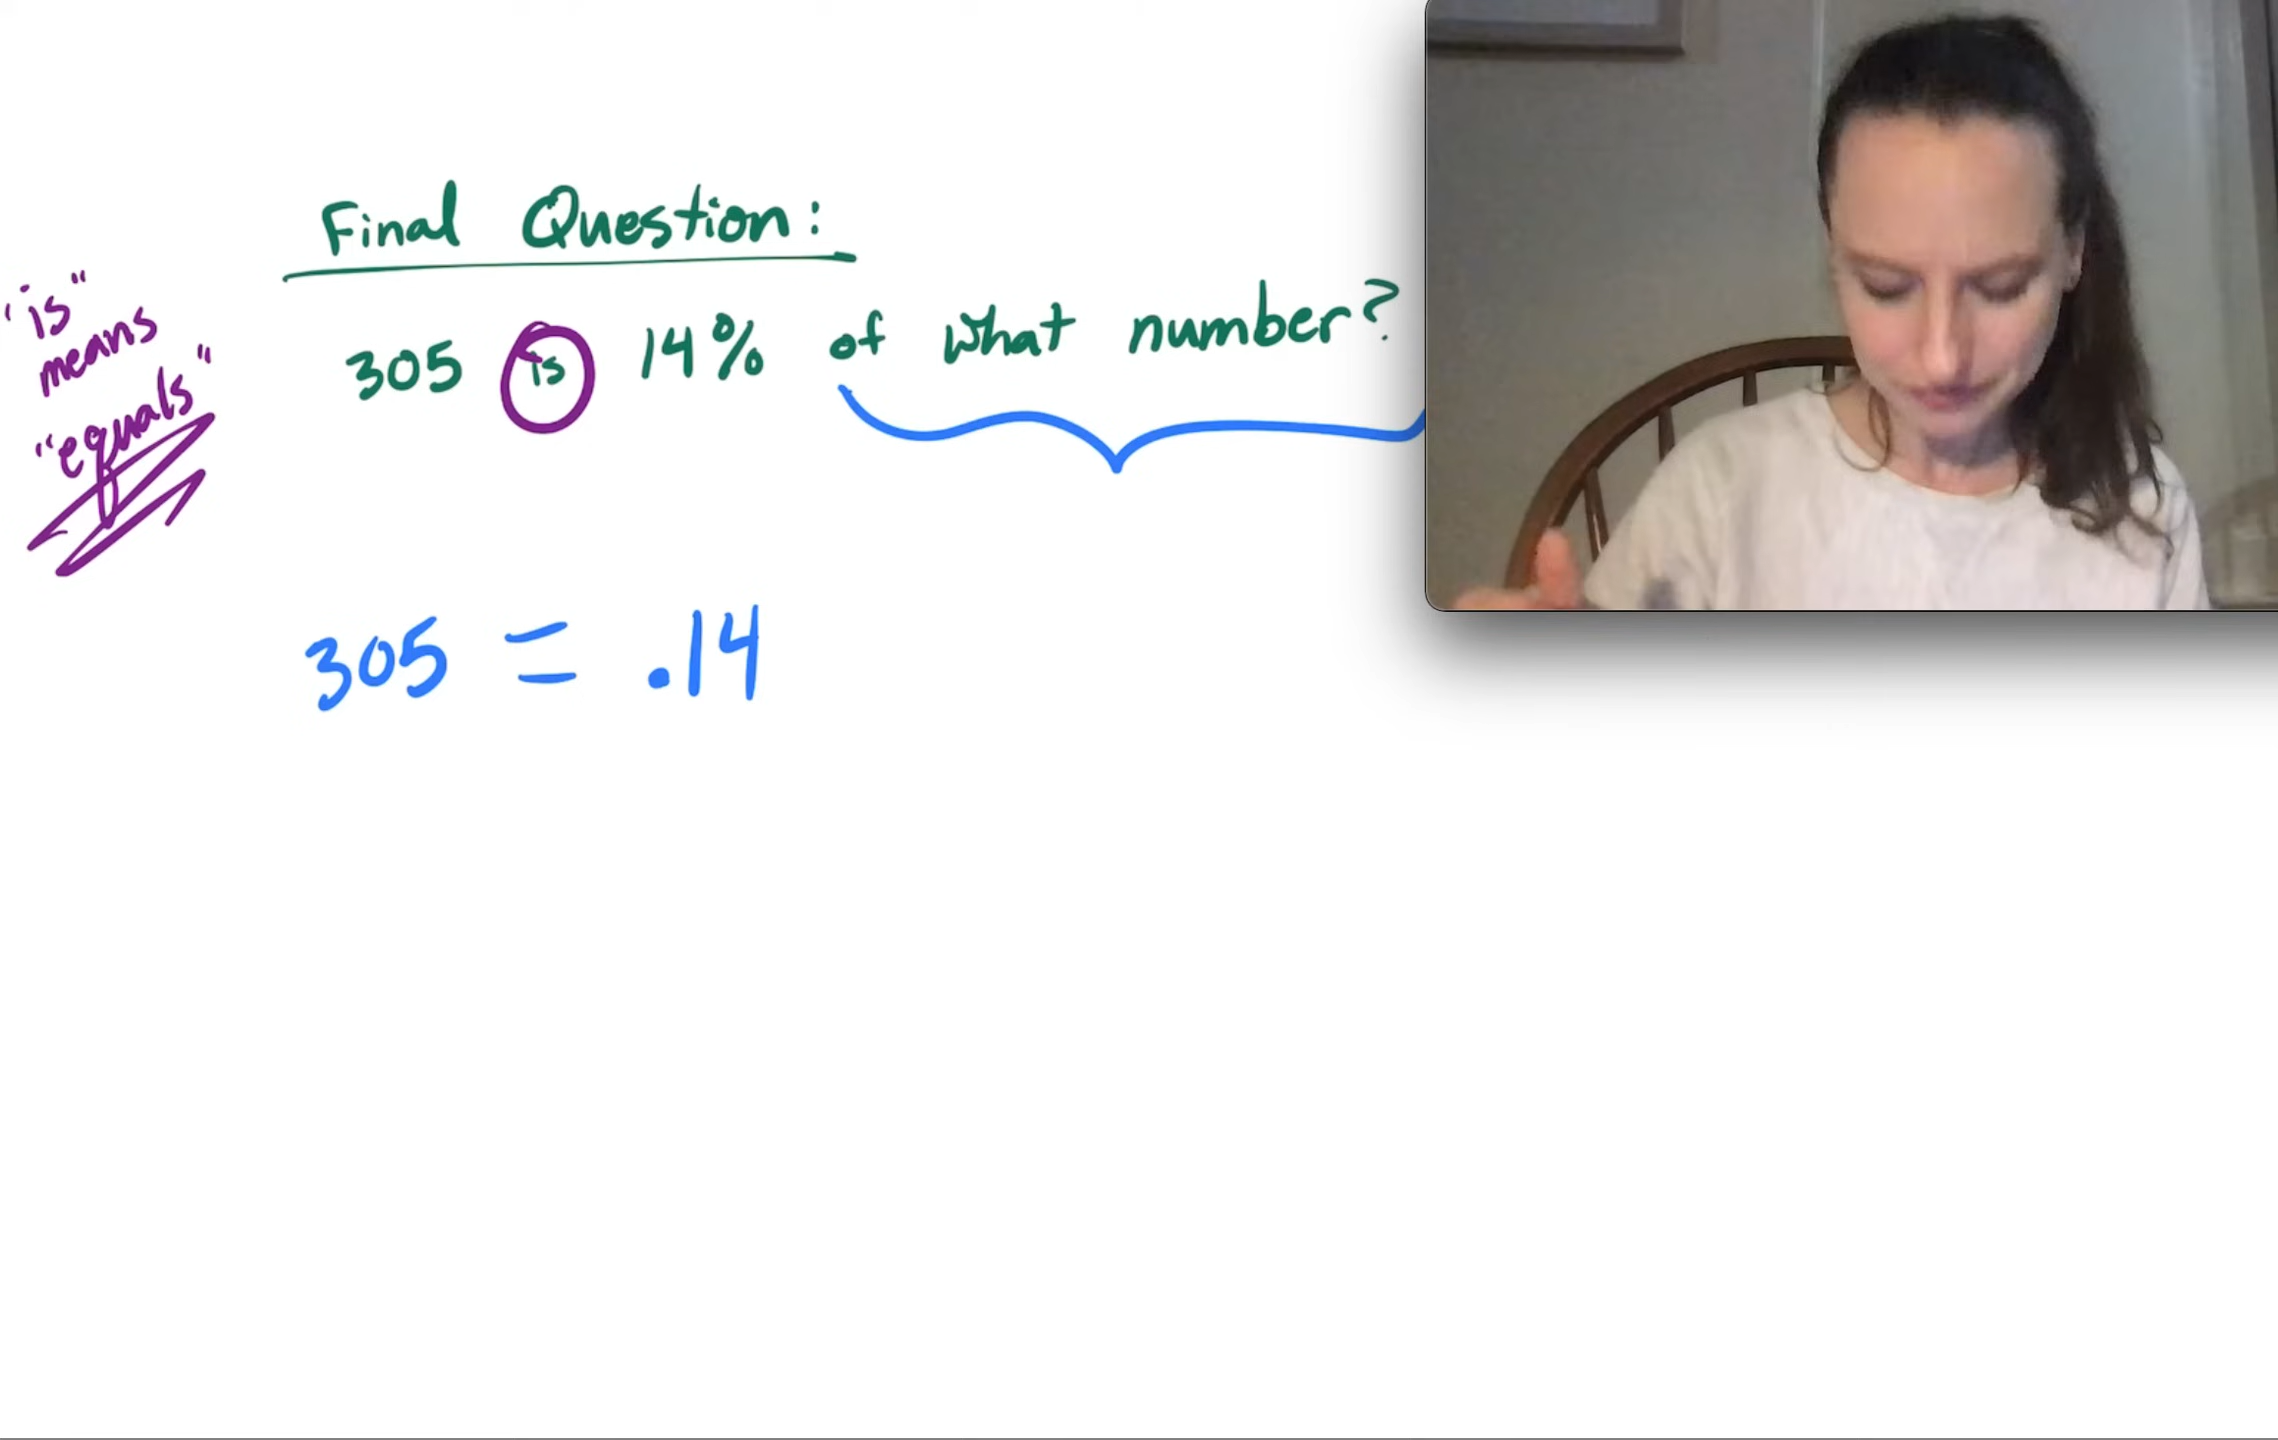 Final Question:
"is"
means
"equals"
305 is 14% of what number?
305 = .14